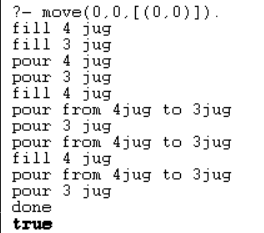 ?- move(0,0,[(0,0)]).
fill 4 jug
fill 3 jug
pour 4 jug
pour 3 jug
fill 4 jug
pour from 4jug to 3jug
pour 3 jug
pour from 4jug to 3jug
fill 4 jug
pour from 4jug to 3jug
pour 3 jug
done
true